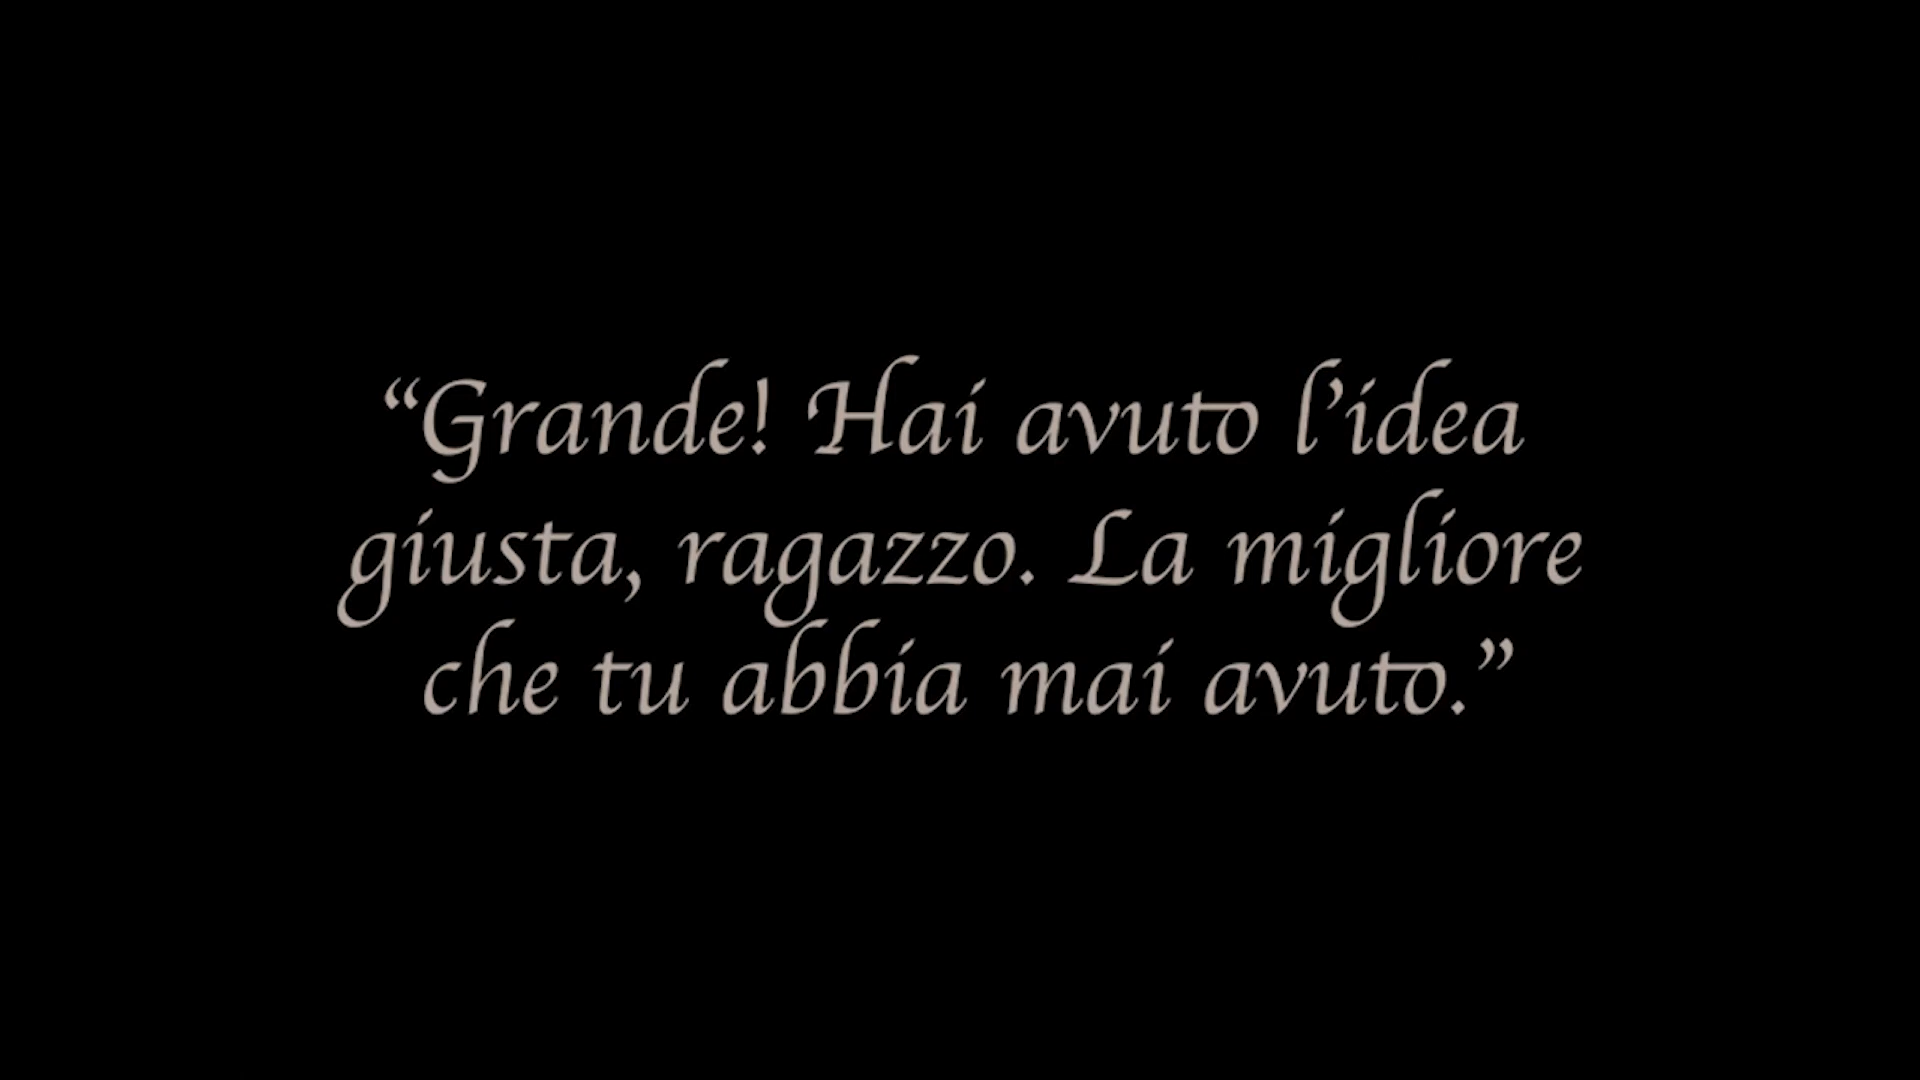 “Grande! Hai avuto l’idea
giusta, ragazzo. La migliore
che tu abbia mai avuto.”